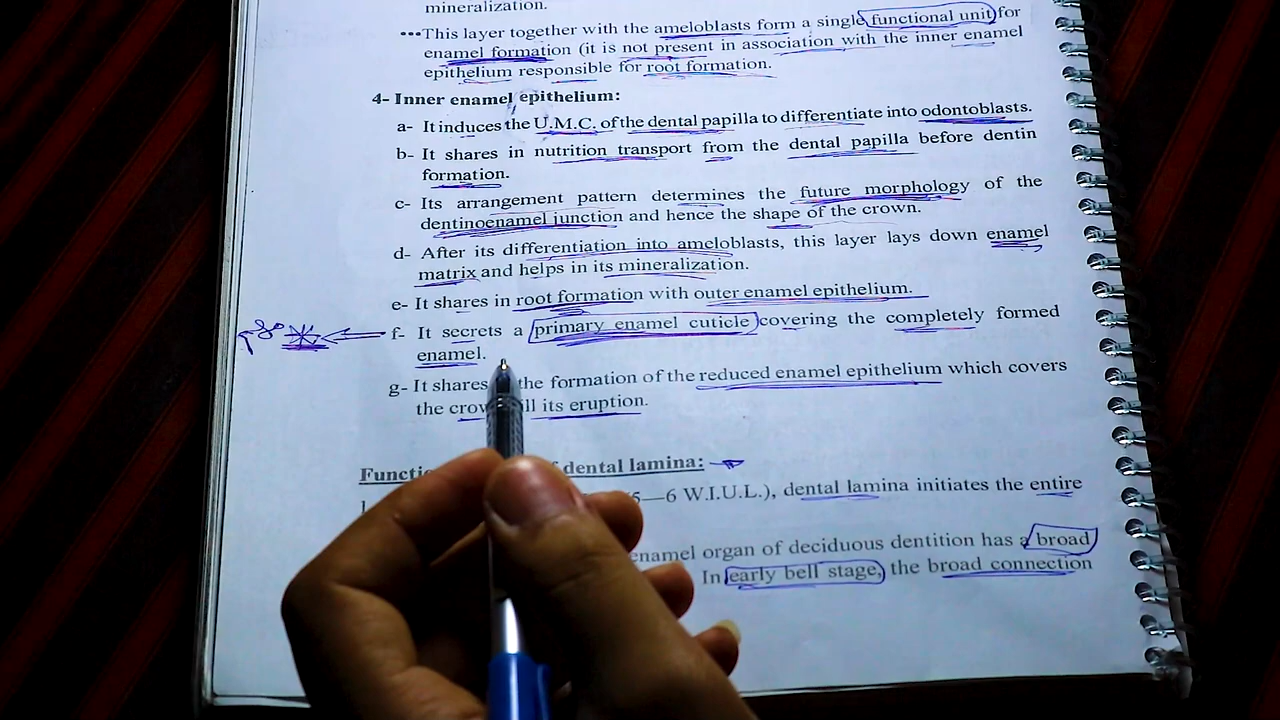 mineralization.
•••This layer together with the ameloblasts form a single functional unit for
enamel formation (it is not present in association with the inner enamel
epithelium responsible for root formation.
4- Inner enamel epithelium:
a- It induces the U.M.C. of the dental papilla to differentiate into odontoblasts.
b- It shares in nutrition transport from the dental papilla before dentin
formation.
c- Its arrangement pattern determines the future morphology of the
dentinoenamel junction and hence the shape of the crown.
d- After its differentiation into ameloblasts, this layer lays down enamel
matrix and helps in its mineralization.
e- It shares in root formation with outer enamel epithelium.
f- It secrets a primary enamel cuticle covering the completely formed
enamel.
g- It shares the formation of the reduced enamel epithelium which covers
the its eruption.
dental lamina:
6 W.I.U.L.), dental lamina initiates the entire
enamel organ of deciduous dentition has a broad
In early bell stage, the broad connection